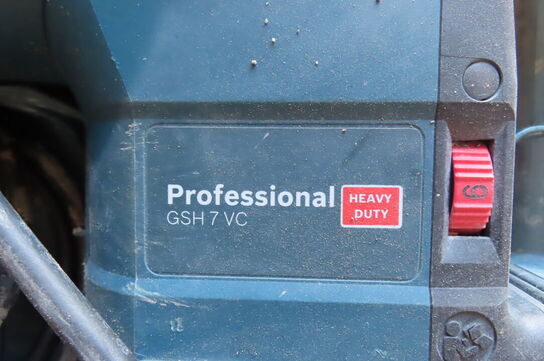 Professional
GSH 7 VC
HEAVY
DUTY
6